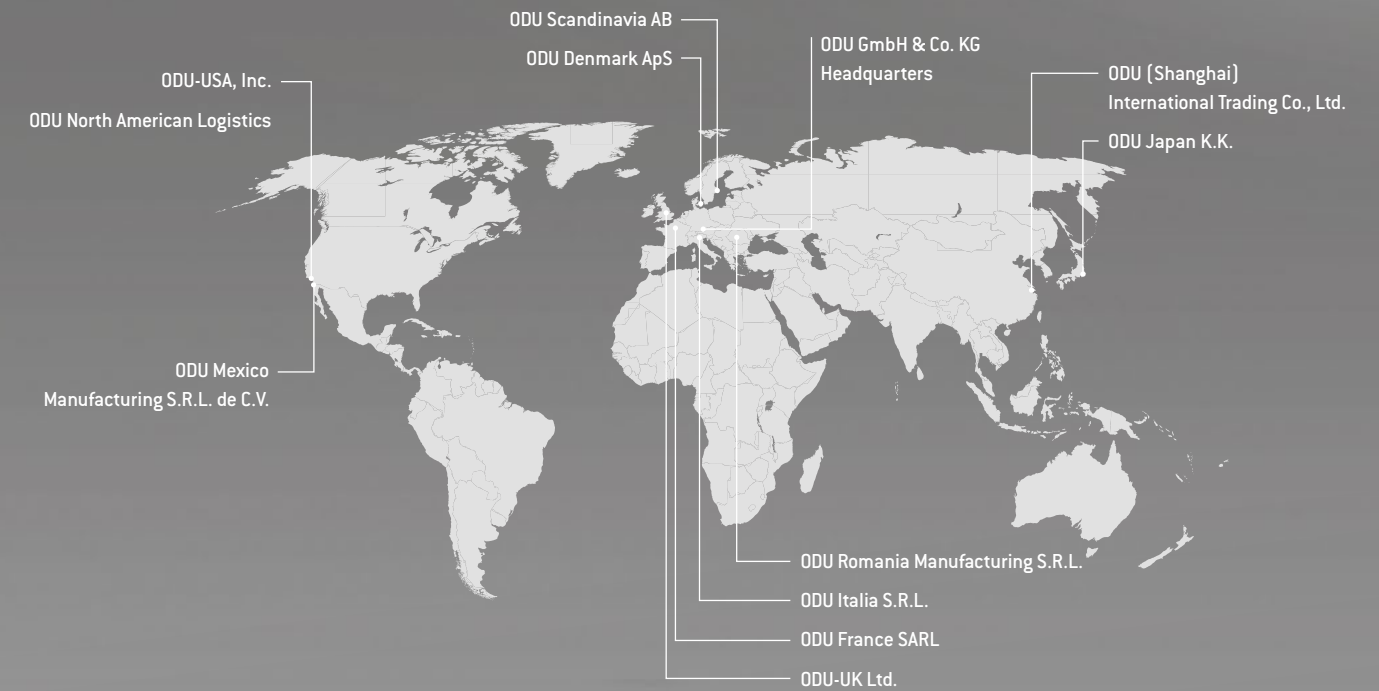 ODU Scandinavia AB
ODU Denmark ApS
ODU GmbH & Co. KG
Headquarters
ODU-USA, Inc.
ODU North American Logistics
ODU (Shanghai)
International Trading Co., Ltd.
ODU Japan K.K.
ODU Mexico
Manufacturing S.R.L. de C.V.
ODU Romania Manufacturing S.R.L.
ODU Italia S.R.L.
ODU France SARL
ODU-UK Ltd.